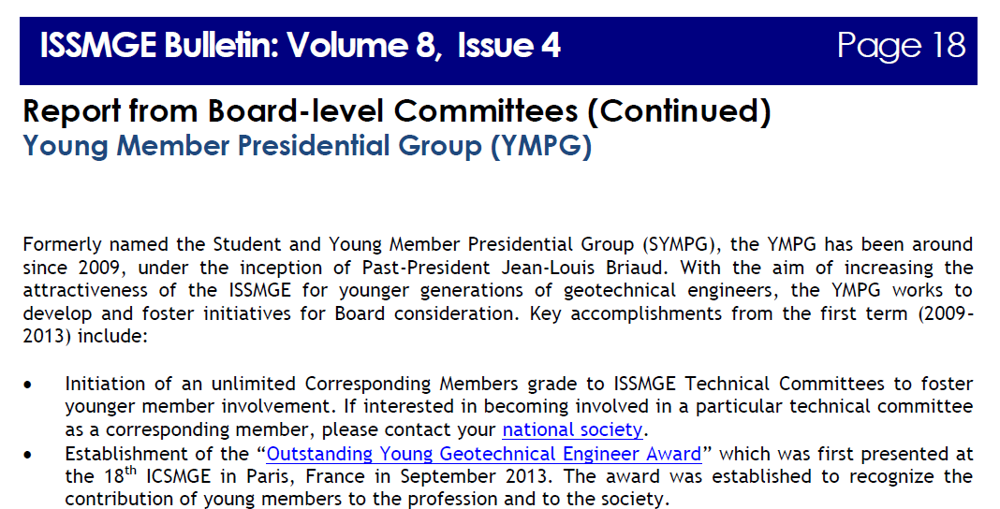 ISSMGE Bulletin: Volume 8, Issue 4 Page 18
Report from Board-level Committees (Continued)
Young Member Presidential Group (YMPG)
Formerly named the Student and Young Member Presidential Group (SYMPG), the YMPG has been around
since 2009, under the inception of Past-President Jean-Louis Briaud. With the aim of increasing the
attractiveness of the ISSMGE for younger generations of geotechnical engineers, the YMPG works to
develop and foster initiatives for Board consideration. Key accomplishments from the first term (2009-
2013) include:
• Initiation of an unlimited Corresponding Members grade to ISSMGE Technical Committees to foster
younger member involvement. If interested in becoming involved in a particular technical committee
as a corresponding member, please contact your national society.
• Establishment of the “Outstanding Young Geotechnical Engineer Award” which was first presented at
the 18th ICSMGE in Paris, France in September 2013. The award was established to recognize the
contribution of young members to the profession and to the society.